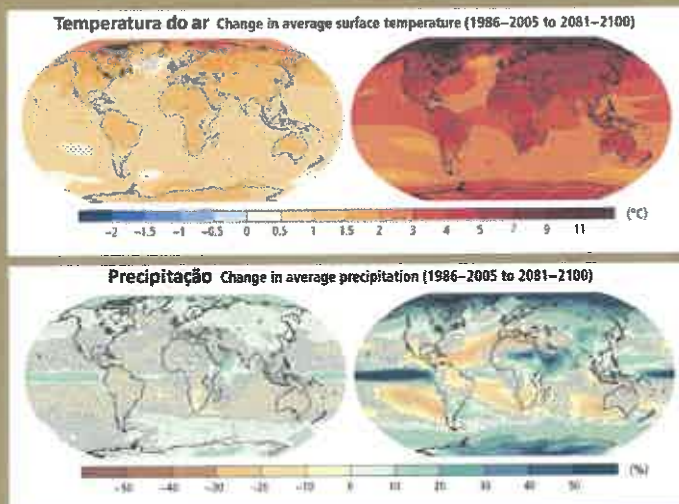 Temperatura do ar Change in average surface temperature (1986–2005 to 2081–2100)
−2 −1.5 −1 −0.5 0 0.5 1 1.5 2 3 4 5 7 9 11 (°C)
Precipitação Change in average precipitation (1986–2005 to 2081–2100)
−50 −40 −30 −20 −10 0 10 20 30 40 50 (%)